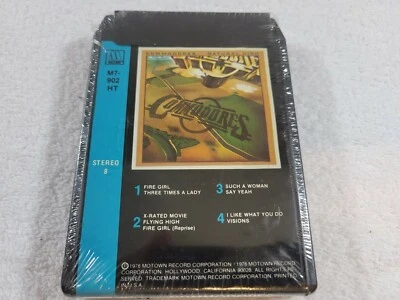 M7-
902
HT
STEREO
8
COMMODORES
COMMODORES
1 FIRE GIRL
THREE TIMES A LADY
3 SUCH A WOMAN
SAY YEAH
2 X-RATED MOVIE
FLYING HIGH
FIRE GIRL (Reprise)
4 I LIKE WHAT YOU DO
VISIONS
© 1978 MOTOWN RECORD CORPORATION ℗ 1978 MOTOWN RECORD
CORPORATION, HOLLYWOOD, CALIFORNIA 90028. ALL RIGHTS RE-
SERVED. TRADEMARK MOTOWN RECORD CORPORATION. PRINTED
IN U.S.A.